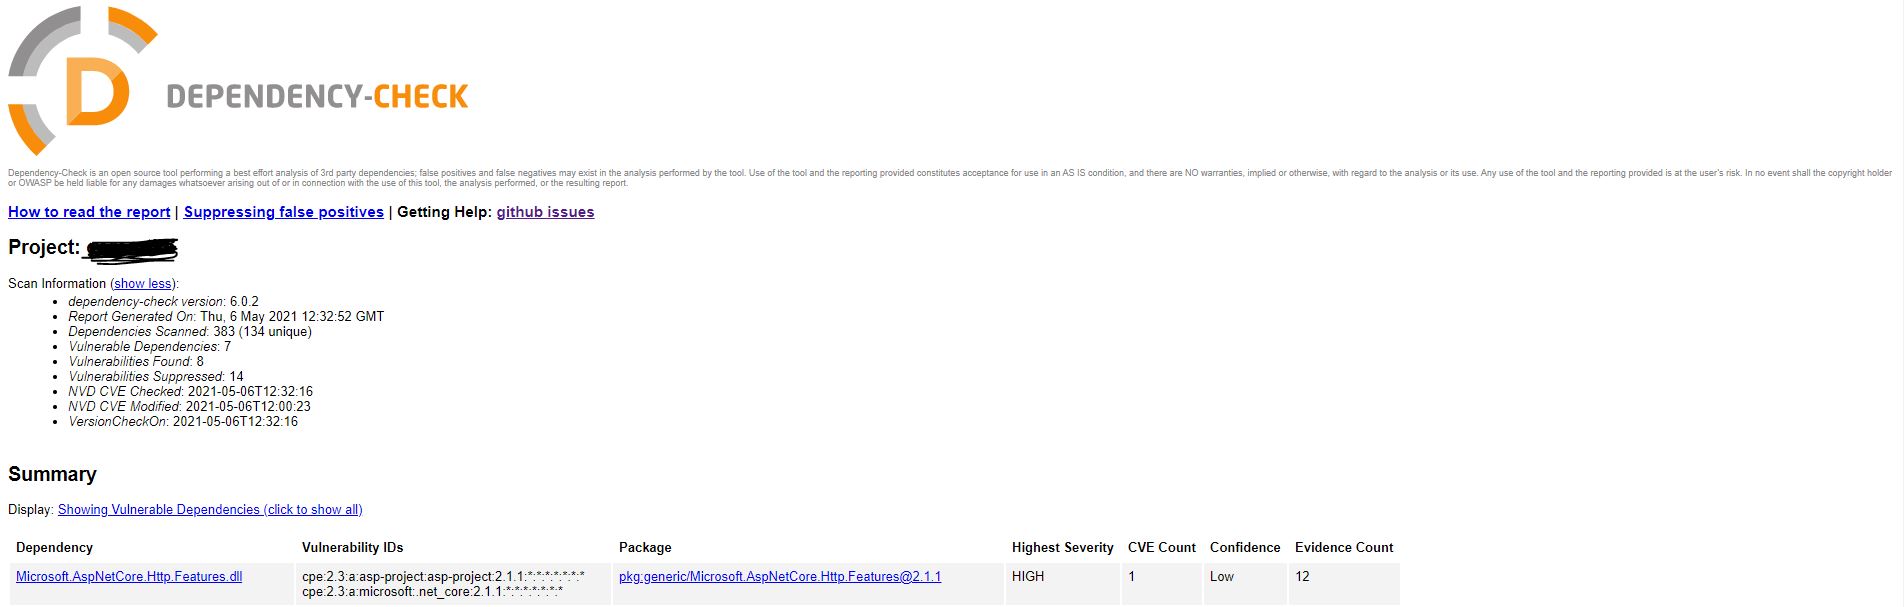 D
DEPENDENCY-CHECK
Dependency-Check is an open source tool performing a best effort analysis of 3rd party dependencies; false positives and false negatives may exist in the analysis performed by the tool. Use of the tool and the reporting provided constitutes acceptance for use in an AS IS condition, and there are NO warranties, implied or otherwise, with regard to the analysis or its use. Any use of the tool and the reporting provided is at the user's risk. In no event shall the copyright holder
or OWASP be held liable for any damages whatsoever arising out of or in connection with the use of this tool, the analysis performed, or the resulting report.
How to read the report | Suppressing false positives | Getting Help: github issues
Project:
Scan Information (show less):
• dependency-check version: 6.0.2
• Report Generated On: Thu, 6 May 2021 12:32:52 GMT
• Dependencies Scanned: 383 (134 unique)
• Vulnerable Dependencies: 7
• Vulnerabilities Found: 8
• Vulnerabilities Suppressed: 14
• NVD CVE Checked: 2021-05-06T12:32:16
• NVD CVE Modified: 2021-05-06T12:00:23
• VersionCheckOn: 2021-05-06T12:32:16
Summary
Display: Showing Vulnerable Dependencies (click to show all)
Dependency Vulnerability IDs Package Highest Severity CVE Count Confidence Evidence Count
Microsoft.AspNetCore.Http.Features.dll cpe:2.3:a:asp-project:asp-project:2.1.1:*:*:*:*:*:*:* pkg:generic/Microsoft.AspNetCore.Http.Features@2.1.1 HIGH 1 Low 12
cpe:2.3:a:microsoft:.net_core:2.1.1:*:*:*:*:*:*:*